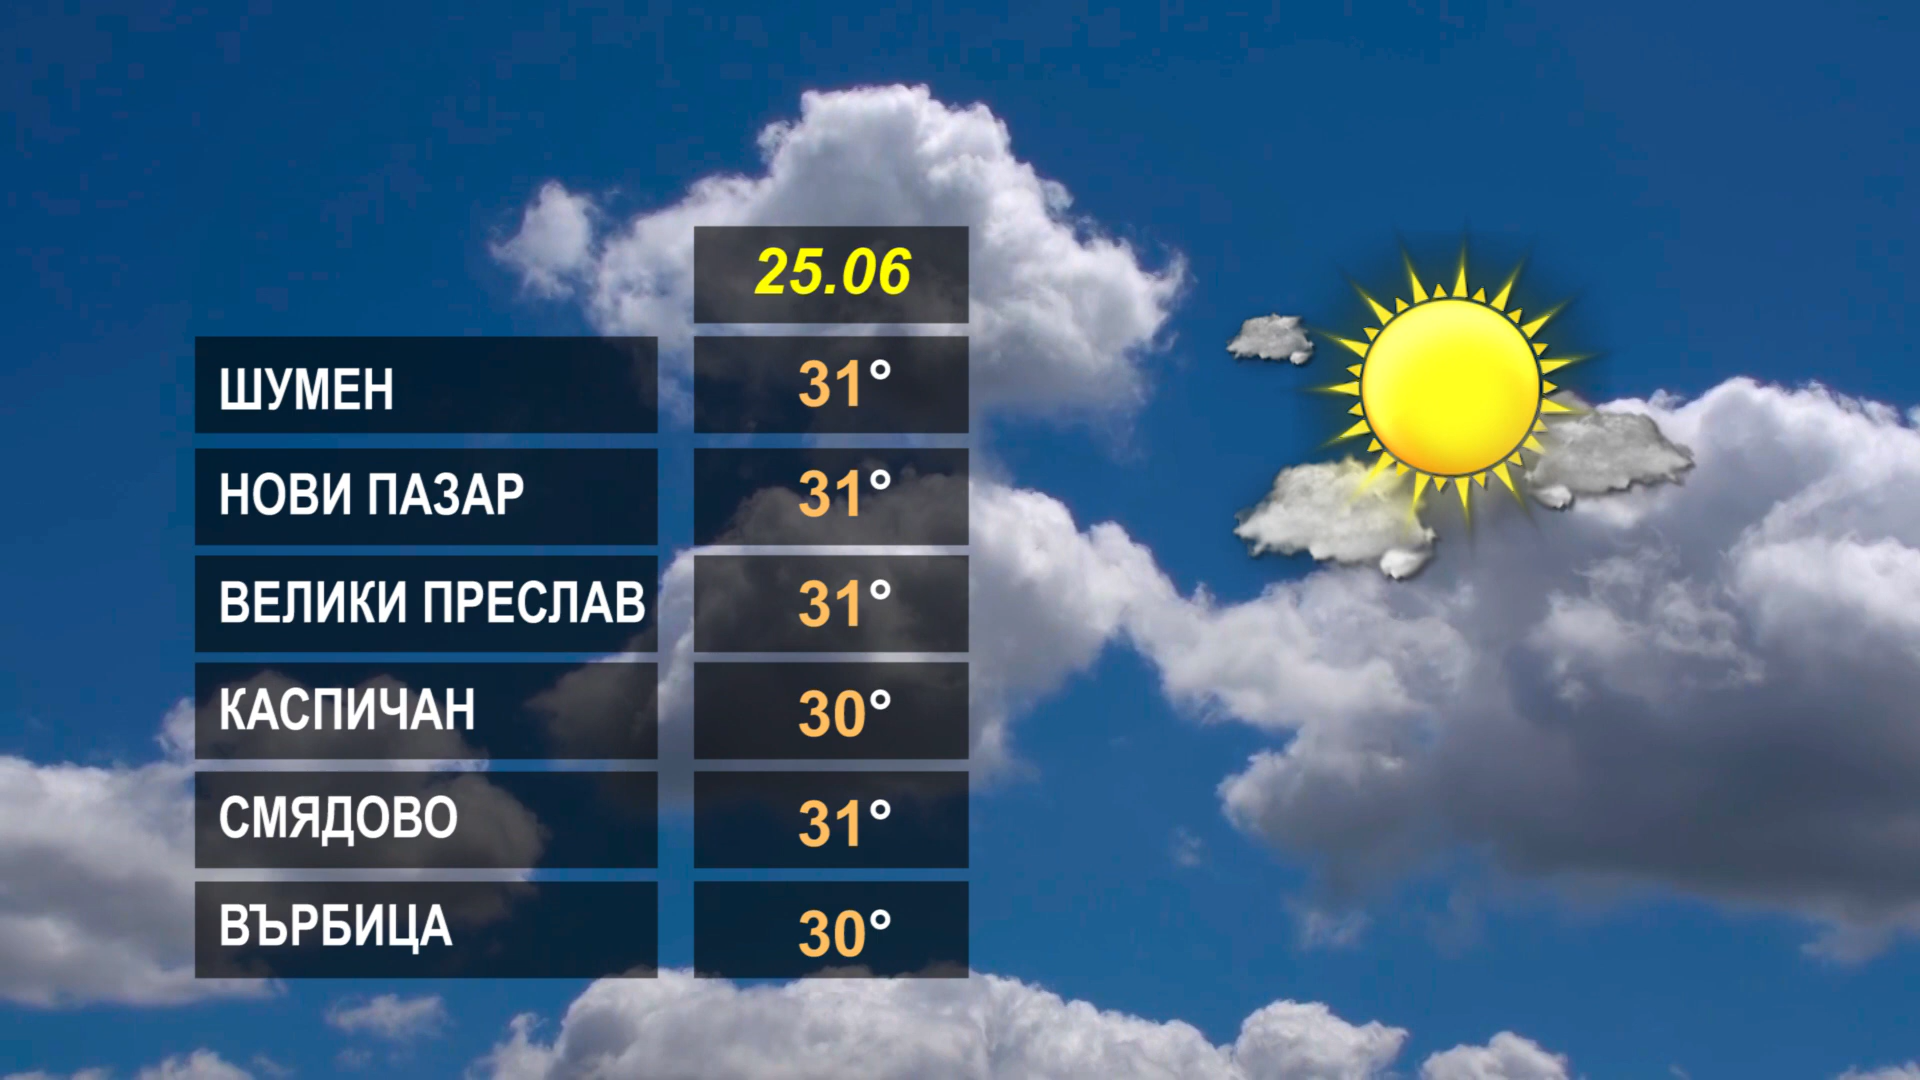 25.06
ШУМЕН 31°
НОВИ ПАЗАР 31°
ВЕЛИКИ ПРЕСЛАВ 31°
КАСПИЧАН 30°
СМЯДОВО 31°
ВЪРБИЦА 30°